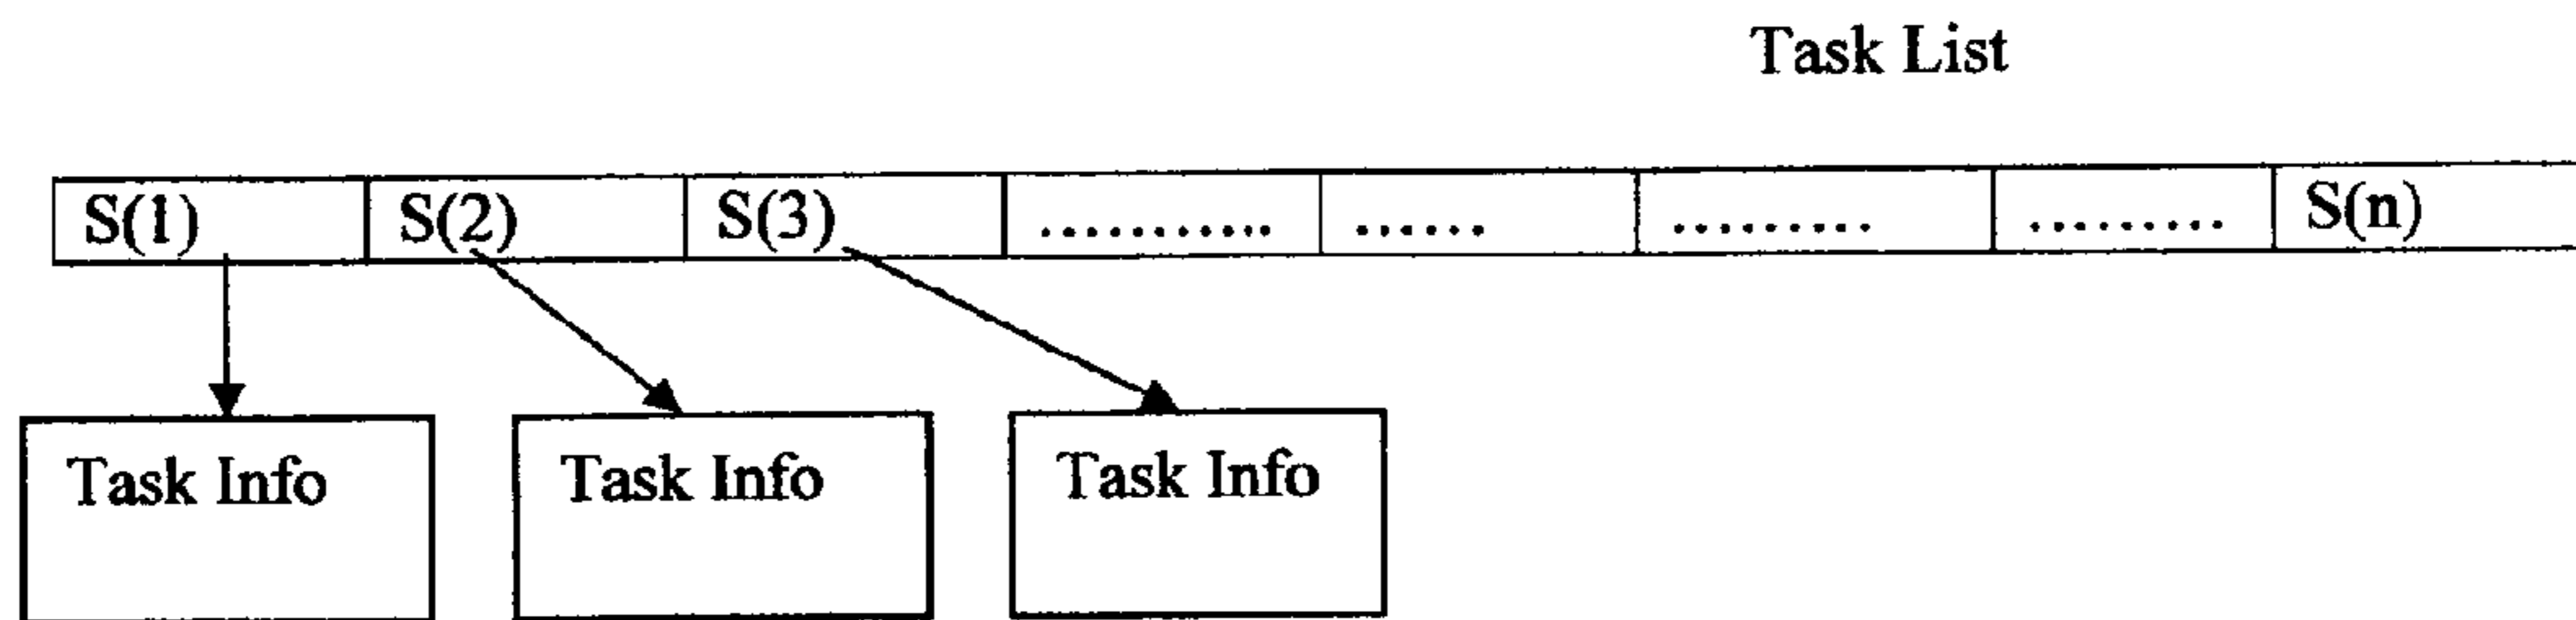 Task List
S(1) S(2) S(3) ........... ...... ......... ......... S(n)
Task Info Task Info Task Info